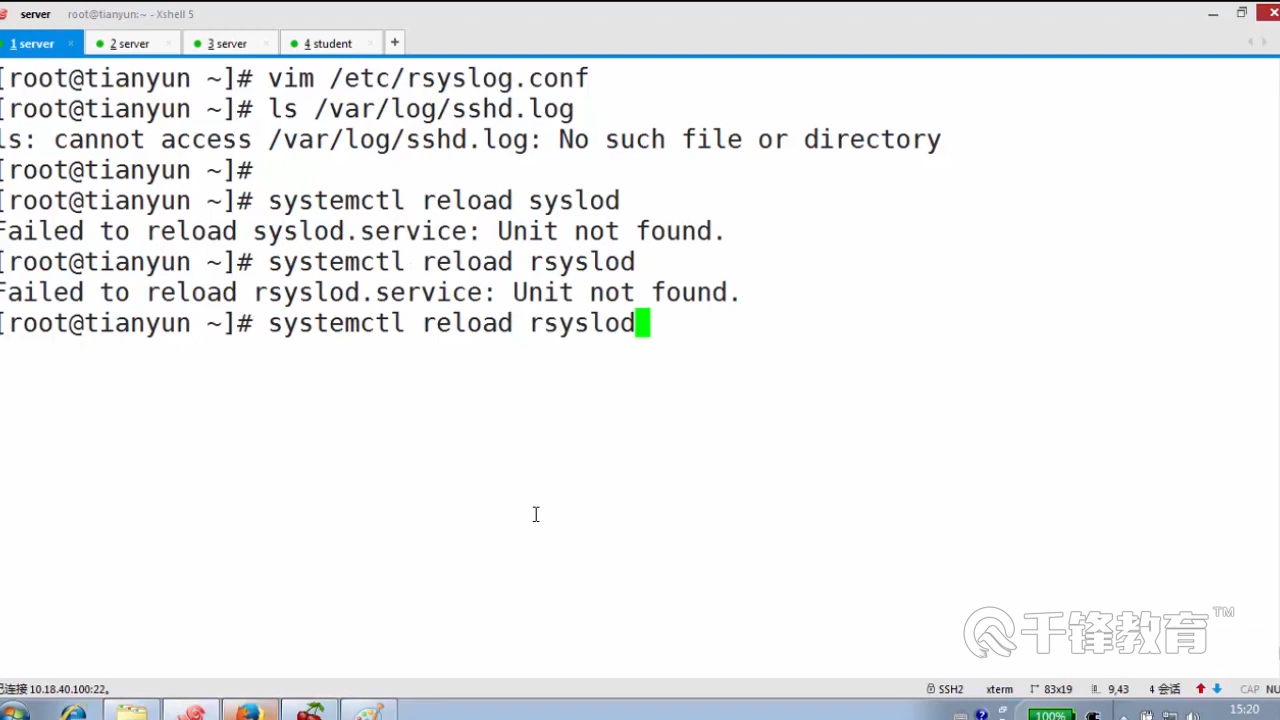 server root@tianyun:~ - Xshell 5
1 server × 2 server × 3 server × 4 student × +
[root@tianyun ~]# vim /etc/rsyslog.conf
[root@tianyun ~]# ls /var/log/sshd.log
ls: cannot access /var/log/sshd.log: No such file or directory
[root@tianyun ~]#
[root@tianyun ~]# systemctl reload syslod
Failed to reload syslod.service: Unit not found.
[root@tianyun ~]# systemctl reload rsyslod
Failed to reload rsyslod.service: Unit not found.
[root@tianyun ~]# systemctl reload rsyslod
千锋教育™
已连接 10.18.40.100:22。 SSH2 xterm 83x19 9,43 4 会话 CAP NU
100% 15:20